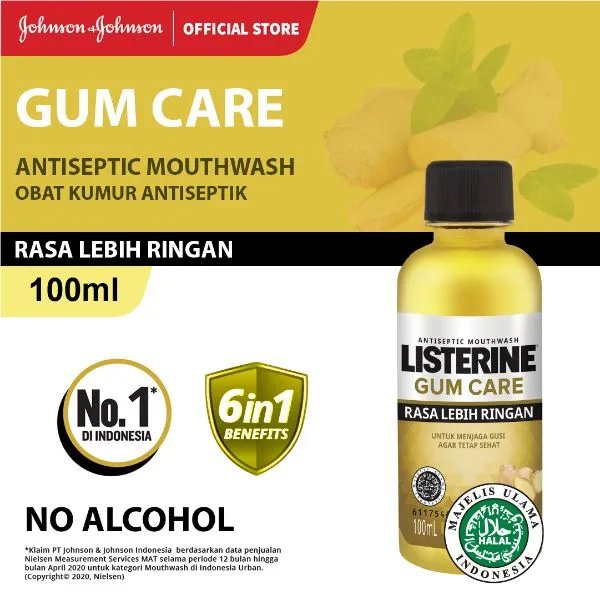 Johnson & Johnson OFFICIAL STORE
GUM CARE
ANTISEPTIC MOUTHWASH
OBAT KUMUR ANTISEPTIK
RASA LEBIH RINGAN
100ml
No.1*
DI INDONESIA
6in1
BENEFITS
NO ALCOHOL
*Klaim PT Johnson & Johnson Indonesia berdasarkan data penjualan
Nielsen Measurement Services MAT selama periode 12 bulan hingga
bulan April 2020 untuk kategori Mouthwash di Indonesia Urban.
(Copyright© 2020, Nielsen)
ANTISEPTIC MOUTHWASH
LISTERINE®
GUM CARE
RASA LEBIH RINGAN
UNTUK MENJAGA GUSI
AGAR TETAP SEHAT
100mL
MAJELIS ULAMA
حلال
HALAL
INDONESIA